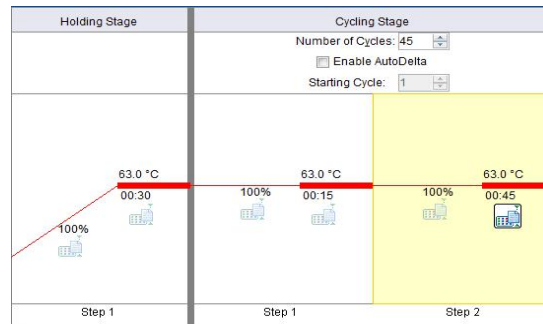 Holding Stage
Cycling Stage
Number of Cycles: 45
Enable AutoDelta
Starting Cycle: 1
63.0 °C
00:30
100%
63.0 °C
100%
00:15
63.0 °C
100%
00:45
Step 1
Step 1
Step 2